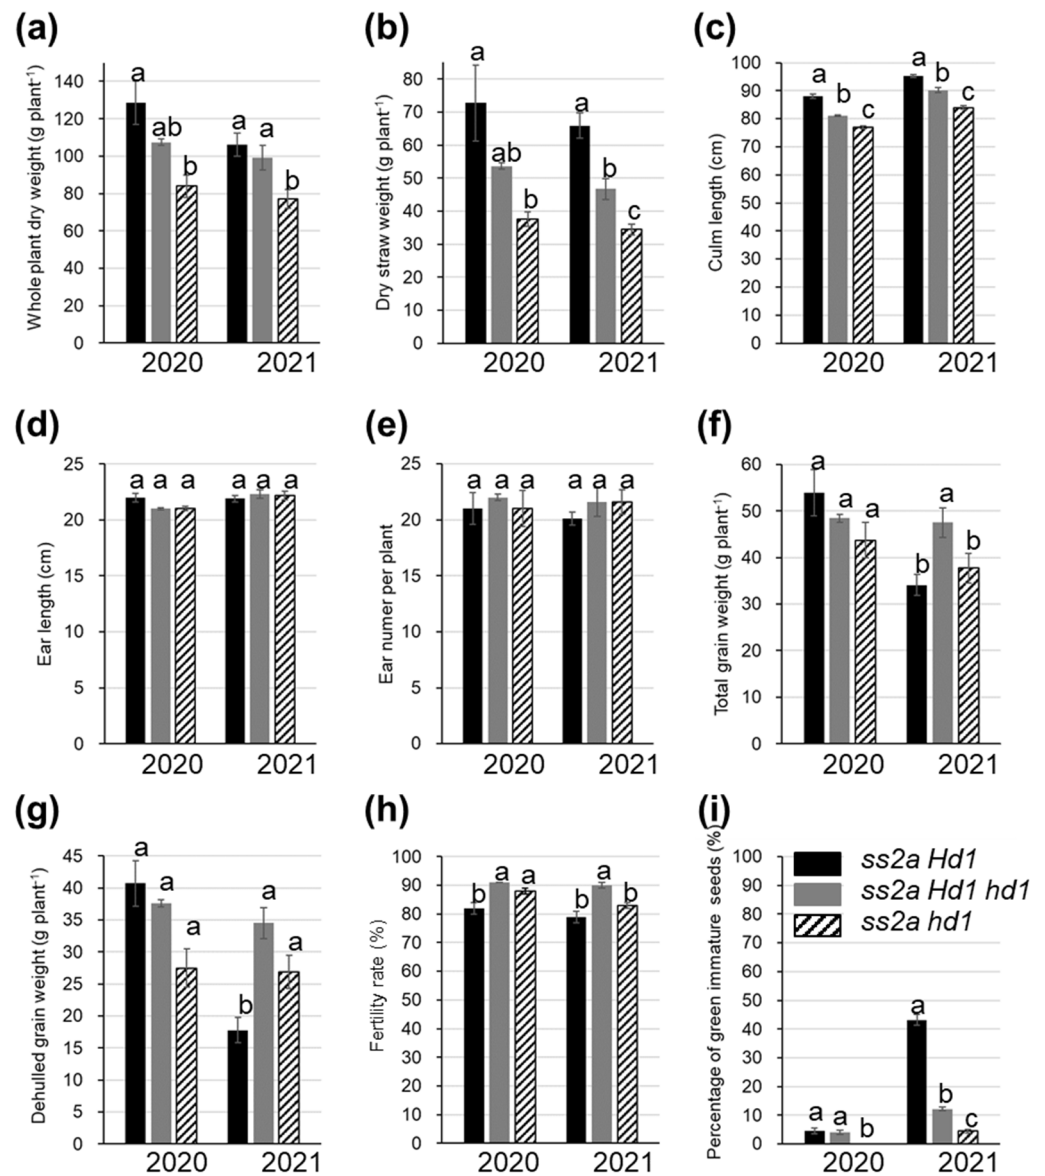 (a)
Whole plant dry weight (g plant⁻¹)
140
120
100
80
60
40
20
0
a
ab
b
a
a
b
2020
2021
(b)
Dry straw weight (g plant⁻¹)
80
70
60
50
40
30
20
10
0
a
ab
b
a
b
c
2020
2021
(c)
Culm length (cm)
100
90
80
70
60
50
40
30
20
10
0
a
b
c
a
b
c
2020
2021
(d)
Ear length (cm)
25
20
15
10
5
0
a a a
a a a
2020
2021
(e)
Ear numer per plant
25
20
15
10
5
0
a a a
a a a
2020
2021
(f)
Total grain weight (g plant⁻¹)
60
50
40
30
20
10
0
a
a
a
b
a
b
2020
2021
(g)
Dehulled grain weight (g plant⁻¹)
45
40
35
30
25
20
15
10
5
0
a
a
a
b
a
a
2020
2021
(h)
Fertility rate (%)
100
90
80
70
60
50
40
30
20
10
0
b
a
a
b
a
b
2020
2021
(i)
Percentage of green immature seeds (%)
100
90
80
70
60
50
40
30
20
10
0
ss2a Hd1
ss2a Hd1 hd1
ss2a hd1
a
a
b
a
b
c
2020
2021